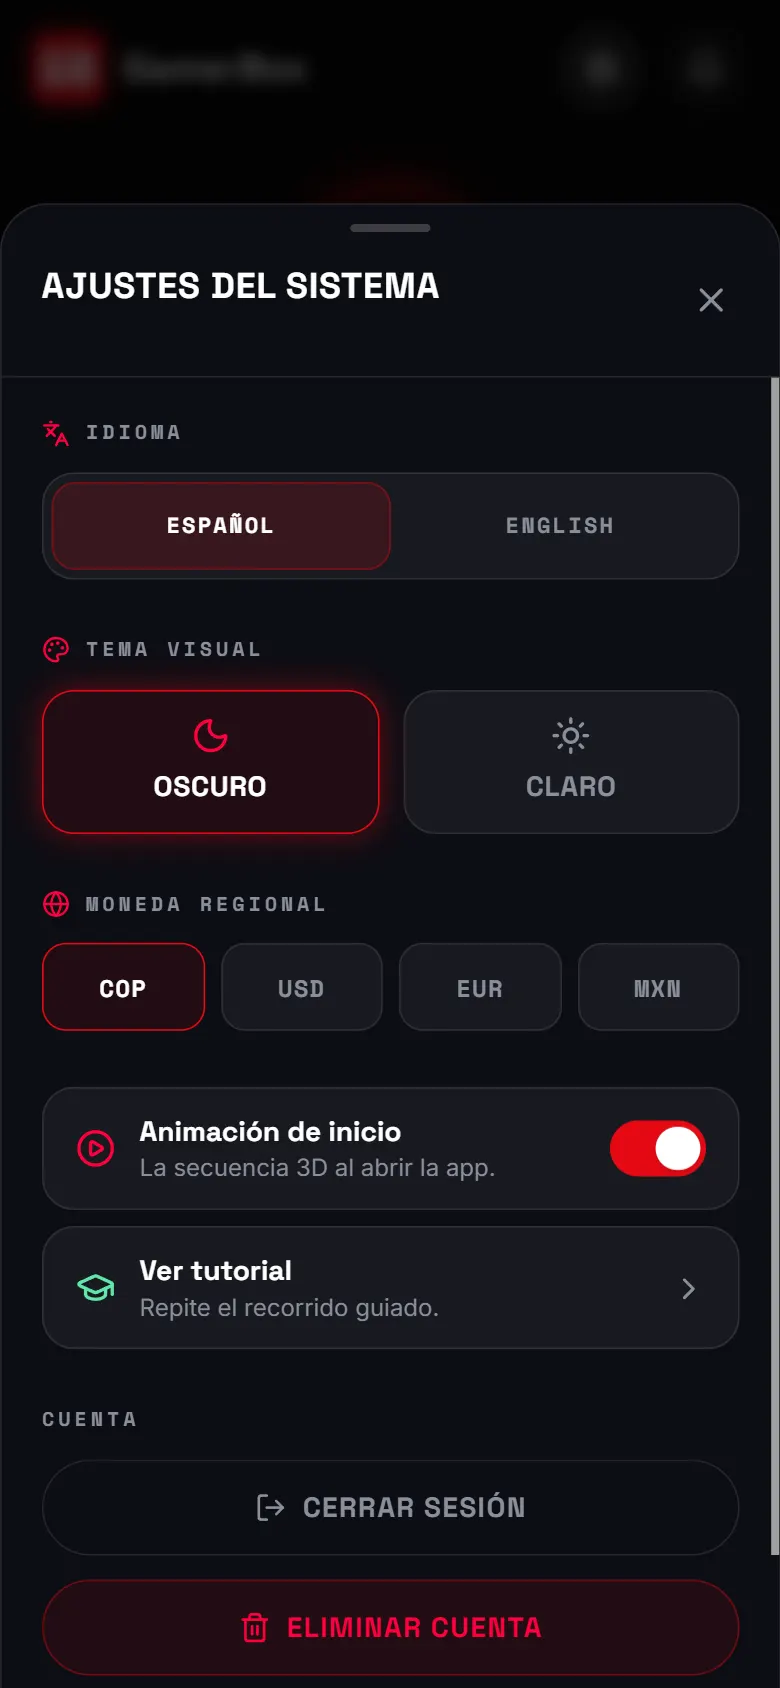 AJUSTES DEL SISTEMA
IDIOMA
ESPAÑOL
ENGLISH
TEMA VISUAL
OSCURO
CLARO
MONEDA REGIONAL
COP
USD
EUR
MXN
Animación de inicio
La secuencia 3D al abrir la app.
Ver tutorial
Repite el recorrido guiado.
CUENTA
CERRAR SESIÓN
ELIMINAR CUENTA